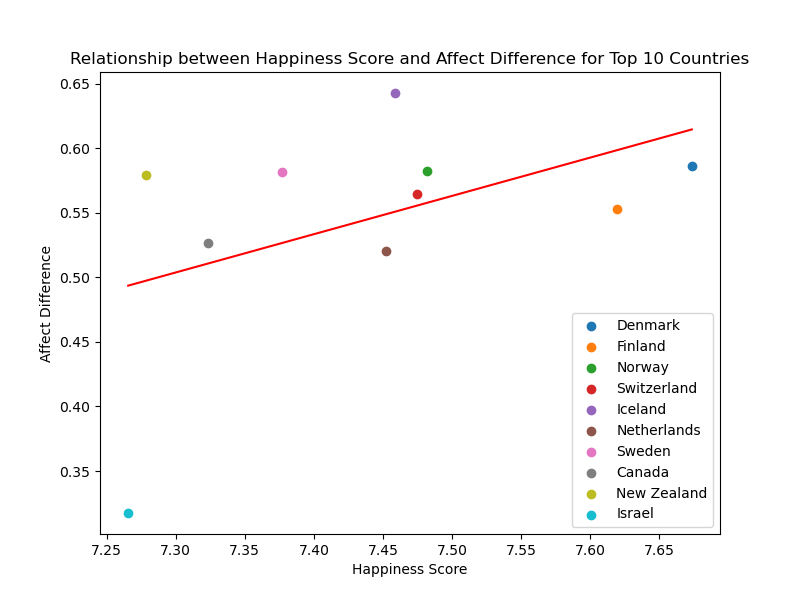 Relationship between Happiness Score and Affect Difference for Top 10 Countries
0.65
0.60
0.55
0.50
0.45
0.40
0.35
Affect Difference
7.25
7.30
7.35
7.40
7.45
7.50
7.55
7.60
7.65
Happiness Score
Denmark
Finland
Norway
Switzerland
Iceland
Netherlands
Sweden
Canada
New Zealand
Israel